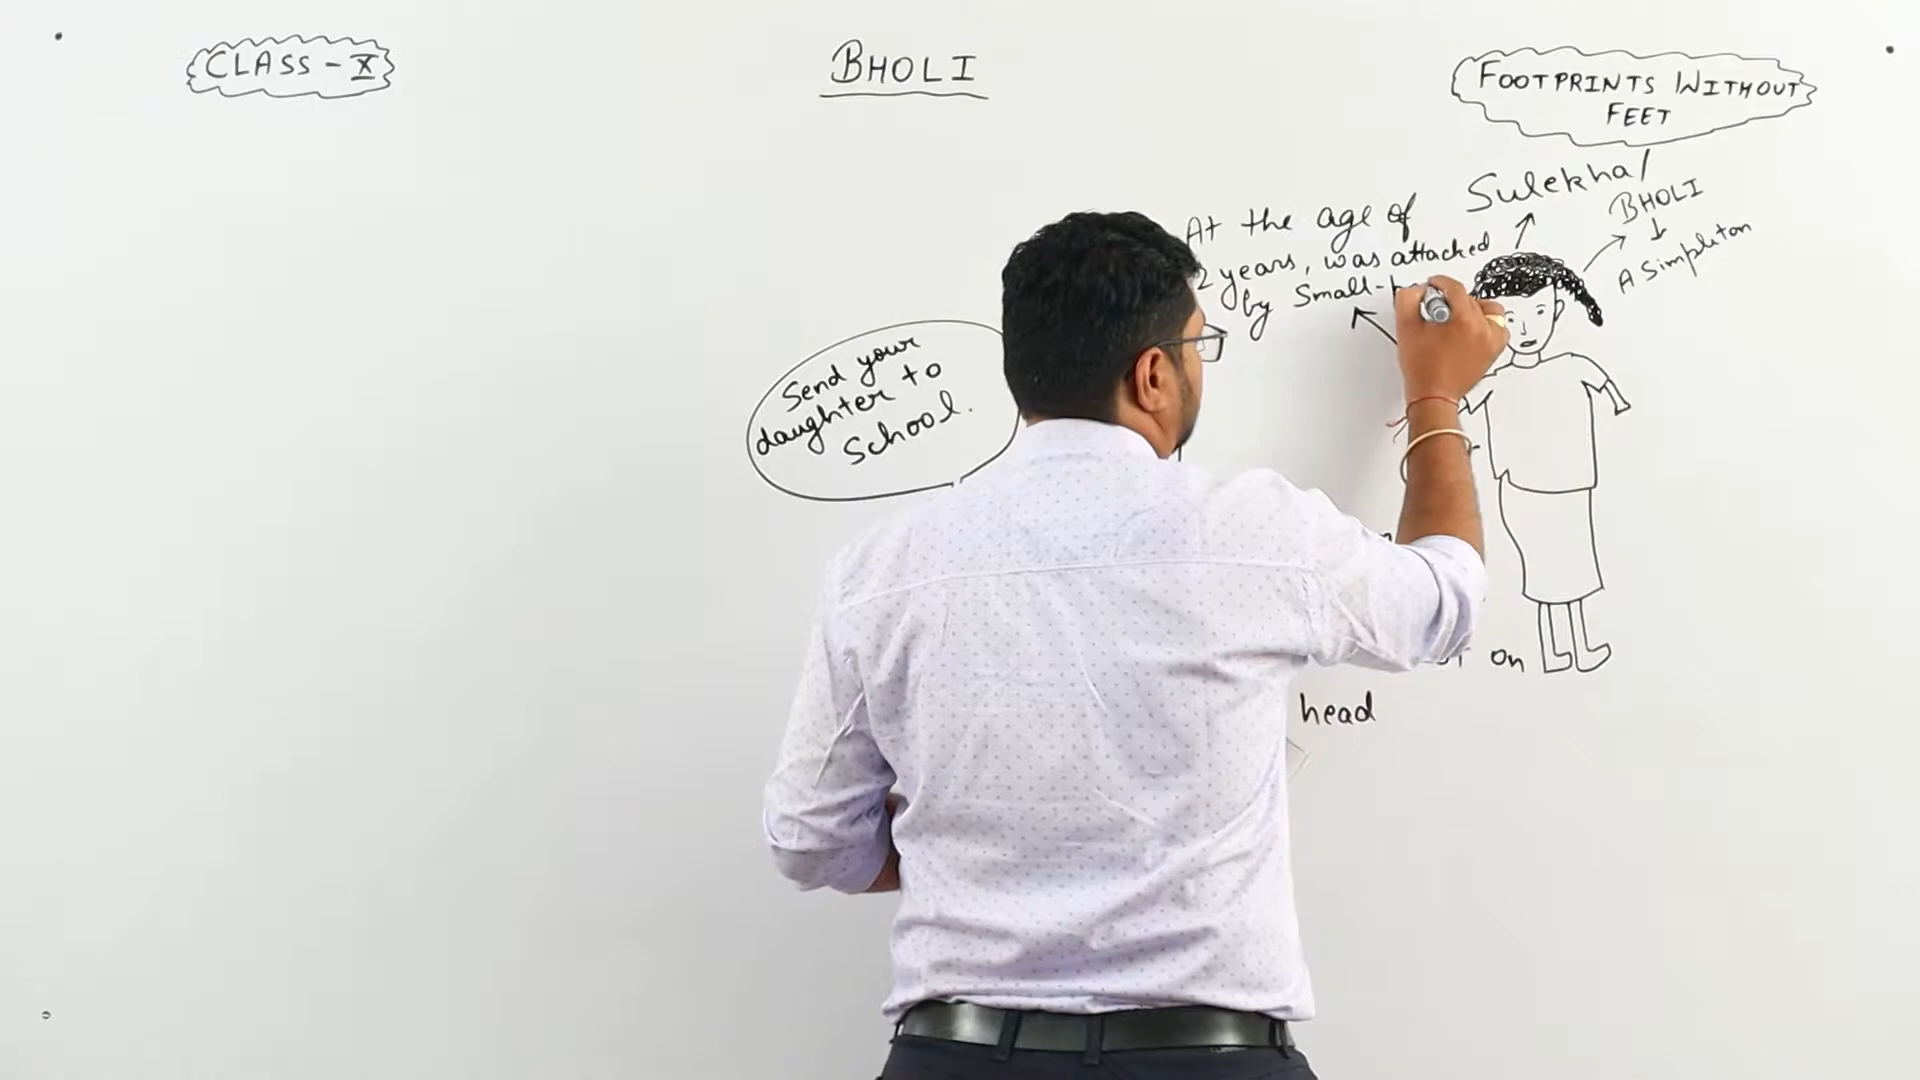 CLASS - X
BHOLI
FOOTPRINTS WITHOUT
FEET
Sulekha/
BHOLI
A Simpleton
At the age of
2 years, was attacked
by Small-
Send your
daughter to
School.
on
head